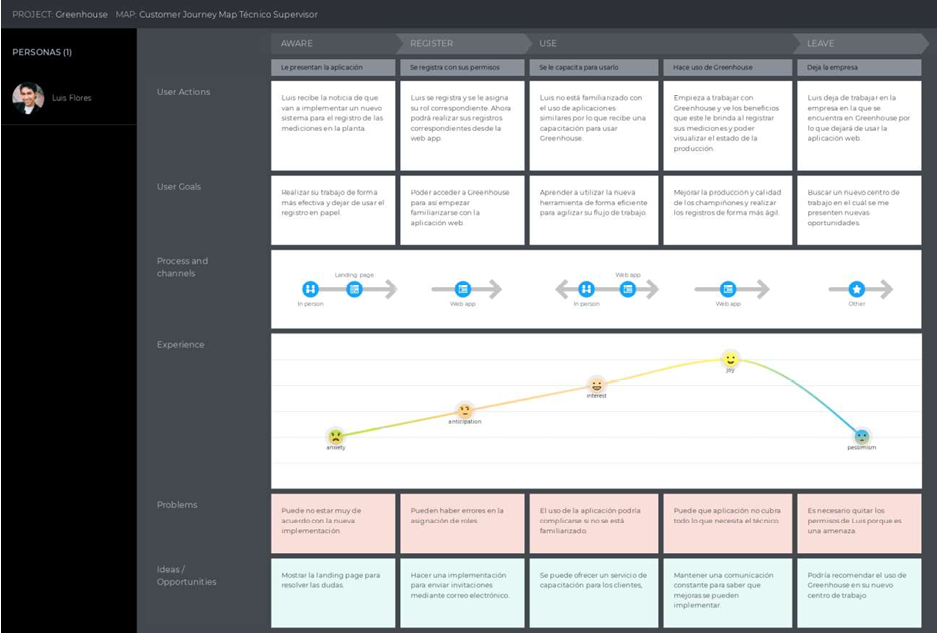 PROJECT: Greenhouse MAP: Customer Journey Map Técnico Supervisor
PERSONAS (1)
Luis Flores
AWARE
REGISTER
USE
LEAVE
Le presentan la aplicación
Se registra con sus permisos
Se le capacita para usarlo
Hace uso de Greenhouse
Deja la empresa
User Actions
Luis recibe la noticia de que
van a implementar un nuevo
sistema para el registro de las
mediciones en la planta.
Luis se registra y se le asigna
su rol correspondiente. Ahora
podrá realizar sus registros
correspondientes desde la
web app.
Luis no está familiarizado con
el uso de aplicaciones
similares por lo que recibe una
capacitación para usar
Greenhouse.
Empieza a trabajar con
Greenhouse y ve los beneficios
que este le brinda al registrar
sus mediciones y poder
visualizar el estado de la
producción.
Luis deja de trabajar en la
empresa en la que se
encuentra en Greenhouse por
lo que dejará de usar la
aplicación web.
User Goals
Realizar su trabajo de forma
más efectiva y dejar de usar el
registro en papel.
Poder acceder a Greenhouse
para asi empezar
familiarizarse con la
aplicación web.
Aprender a utilizar la nueva
herramienta de forma eficiente
para agilizar su flujo de trabajo.
Mejorar la produccion y calidad
de los champiñones y realizar
los registros de forma más ágil.
Buscar un nuevo centro de
trabajo en el cuál se me
presenten nuevas
oportunidades.
Process and
channels
In person
Landing page
Web app
In person
Web app
Web app
Other
Experience
anxiety
anticipation
interest
joy
pessimism
Problems
Puede no estar muy de
acuerdo con la nueva
implementación.
Pueden haber errores en la
asignación de roles.
El uso de la aplicación podría
complicarse si no se está
familiarizado.
Puede que aplicación no cubra
todo lo que necesita el técnico.
Es necesario quitar los
permisos de Luis porque es
una amenaza.
Ideas /
Opportunities
Mostrar la landing page para
resolver las dudas.
Hacer una implementación
para enviar invitaciones
mediante correo electrónico.
Se puede ofrecer un servicio de
capacitación para los clientes,
Mantener una comunicación
constante para saber que
mejoras se pueden
implementar.
Podría recomendar el uso de
Greenhouse en su nuevo
centro de trabajo